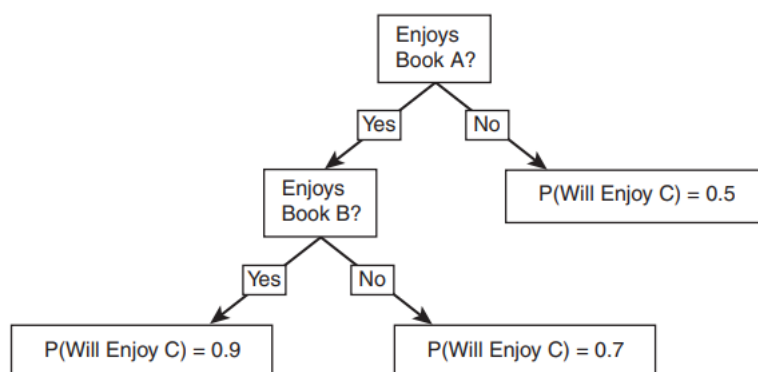 Enjoys
Book A?
Yes
No
Enjoys
Book B?
P(Will Enjoy C) = 0.5
Yes
No
P(Will Enjoy C) = 0.9
P(Will Enjoy C) = 0.7